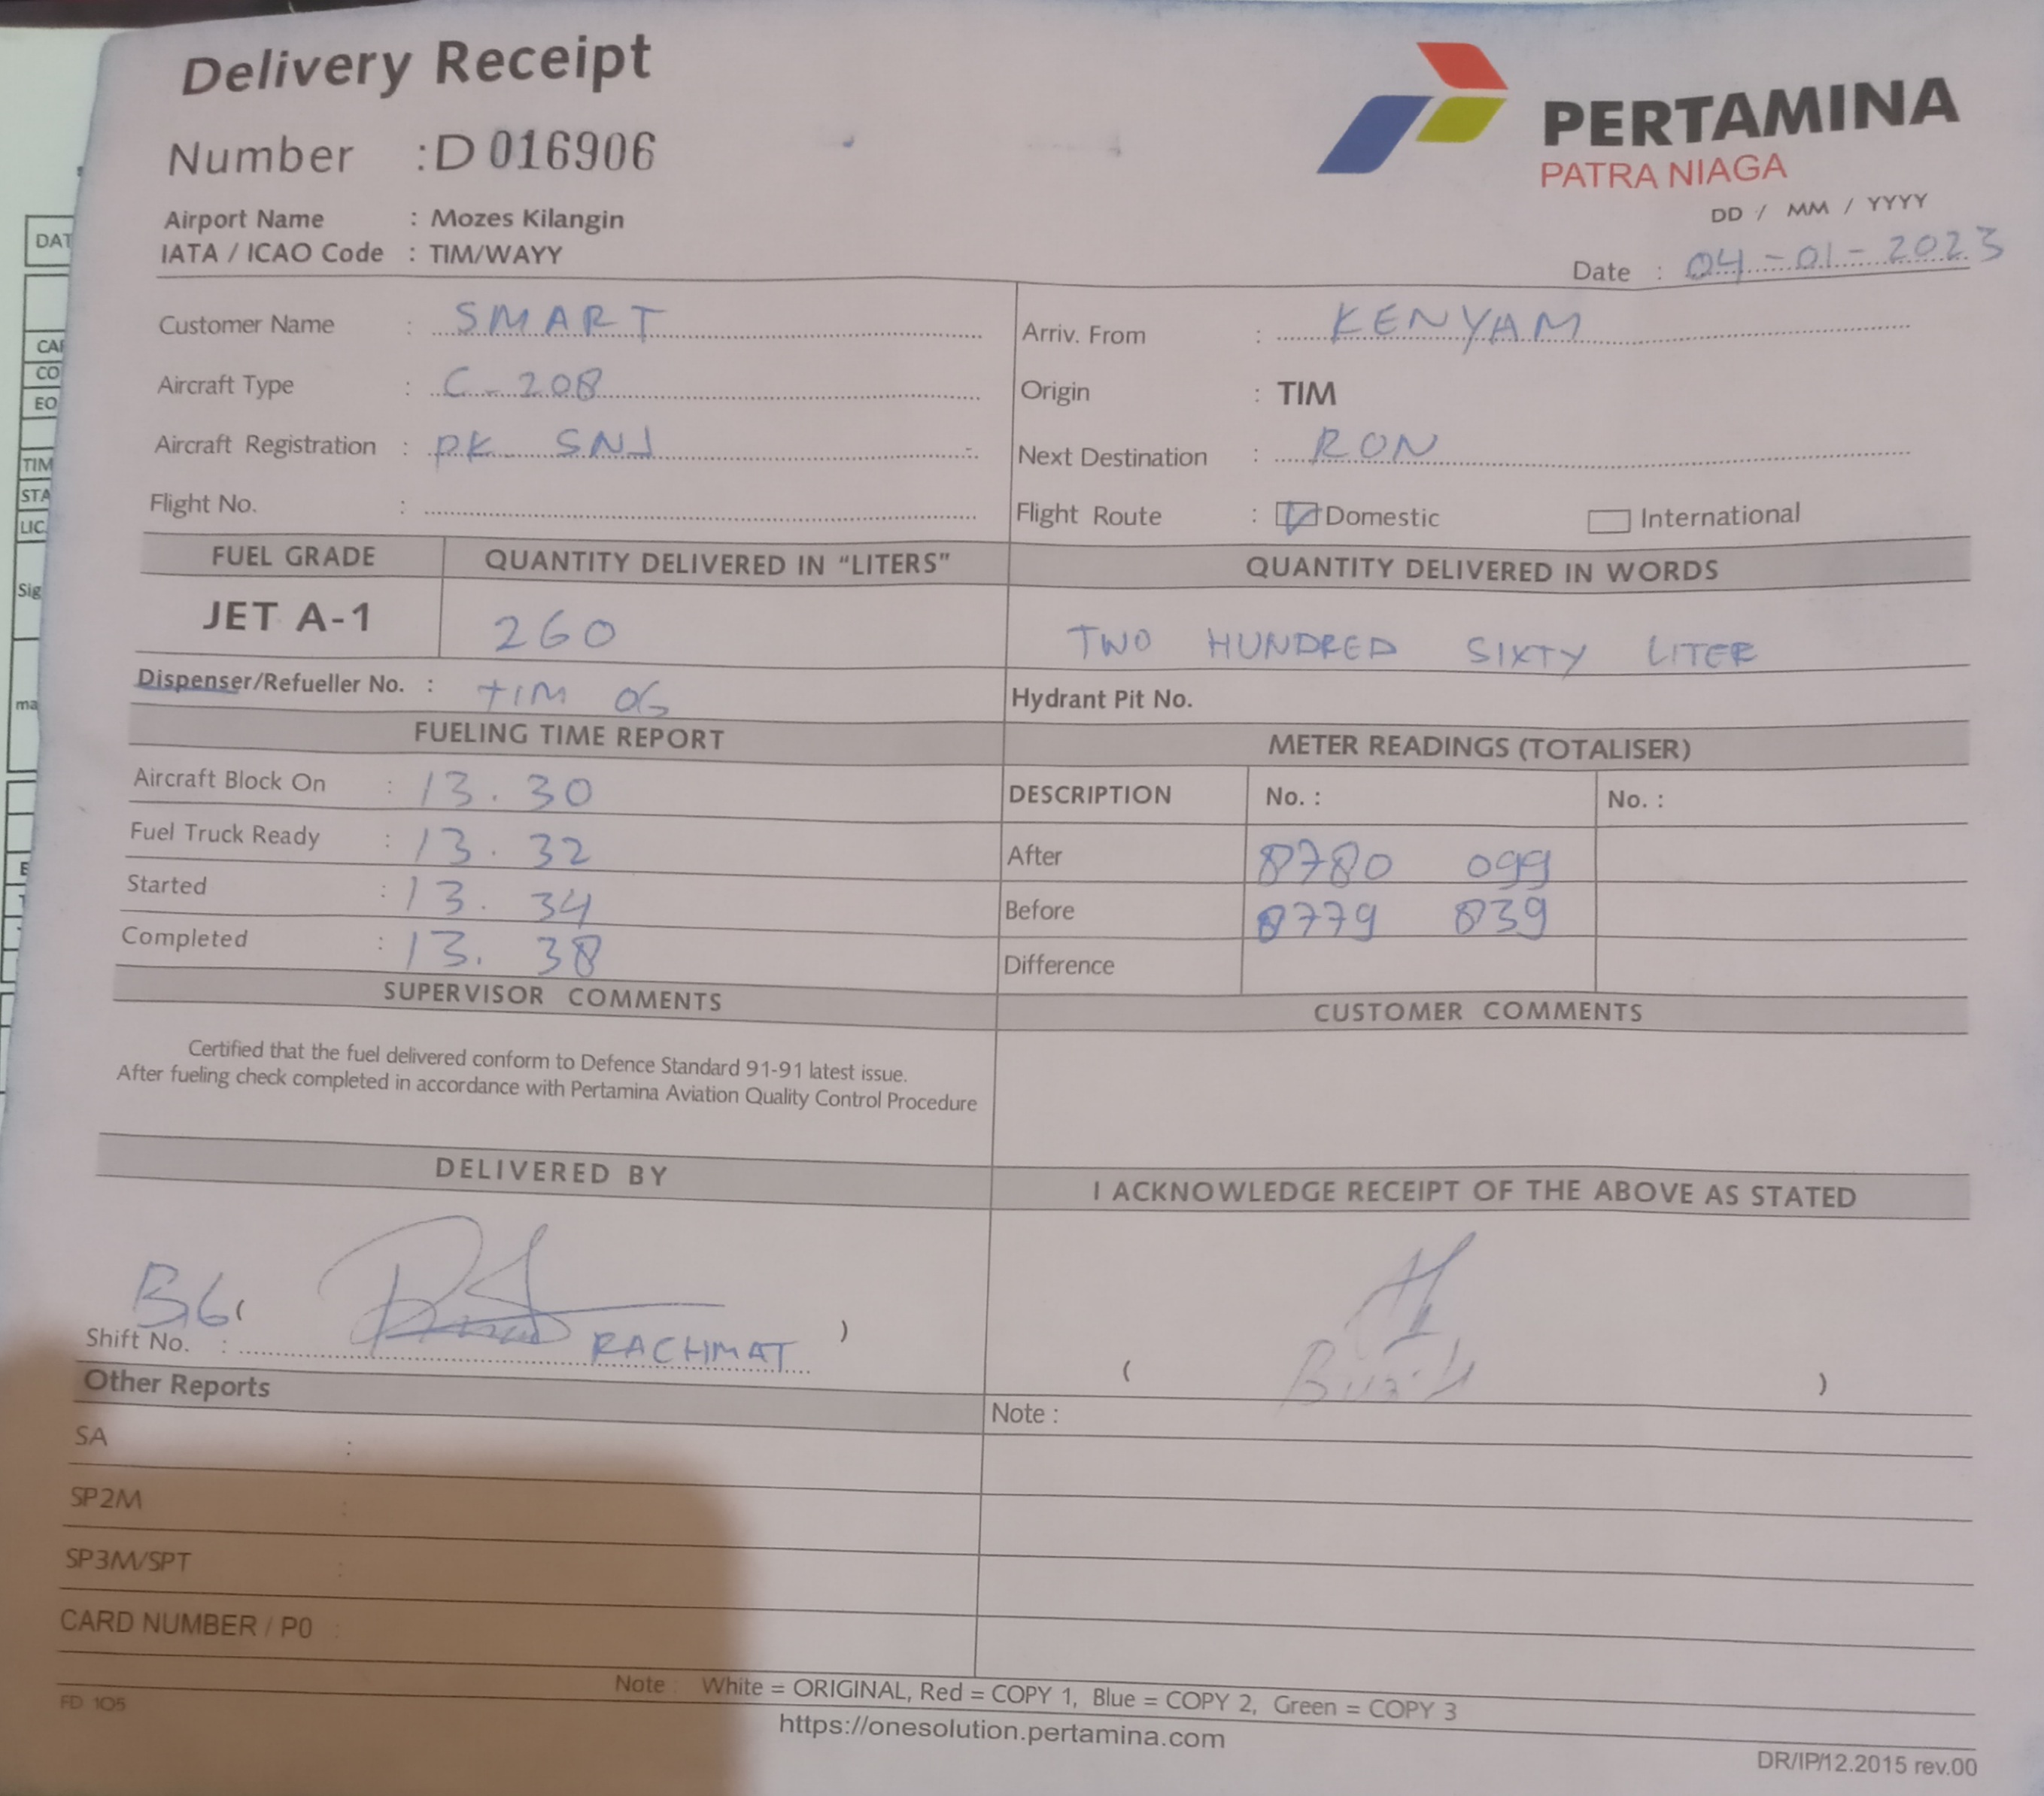 Delivery Receipt
Number : D 016906
Airport Name : Mozes Kilangin
IATA / ICAO Code : TIM/WAYY
PERTAMINA
PATRA NIAGA
DD / MM / YYYY
Date : 04-01-2023
Customer Name : SMART
Aircraft Type : C-208
Aircraft Registration : PK SNJ
Flight No. :
Arriv. From : KENYAM
Origin : TIM
Next Destination : RON
Flight Route : Domestic International
FUEL GRADE QUANTITY DELIVERED IN “LITERS” QUANTITY DELIVERED IN WORDS
JET A-1 260 TWO HUNDRED SIXTY LITER
Dispenser/Refueller No. : TIM 06 Hydrant Pit No.
FUELING TIME REPORT
Aircraft Block On : 13.30
Fuel Truck Ready : 13.32
Started : 13.34
Completed : 13.38
METER READINGS (TOTALISER)
DESCRIPTION No. : No. :
After 8780 099
Before 8779 839
Difference
SUPERVISOR COMMENTS
Certified that the fuel delivered conform to Defence Standard 91-91 latest issue.
After fueling check completed in accordance with Pertamina Aviation Quality Control Procedure
CUSTOMER COMMENTS
DELIVERED BY
B6 ( )
Shift No. : RACHMAT
I ACKNOWLEDGE RECEIPT OF THE ABOVE AS STATED
( )
Other Reports
SA :
SP2M :
SP3M/SPT :
CARD NUMBER / P0 :
Note :
Note : White = ORIGINAL, Red = COPY 1, Blue = COPY 2, Green = COPY 3
FD 105
https://onesolution.pertamina.com
DR/IP/12.2015 rev.00
DAT
CO
EO
TIM
STA
LIC
Sig
ma